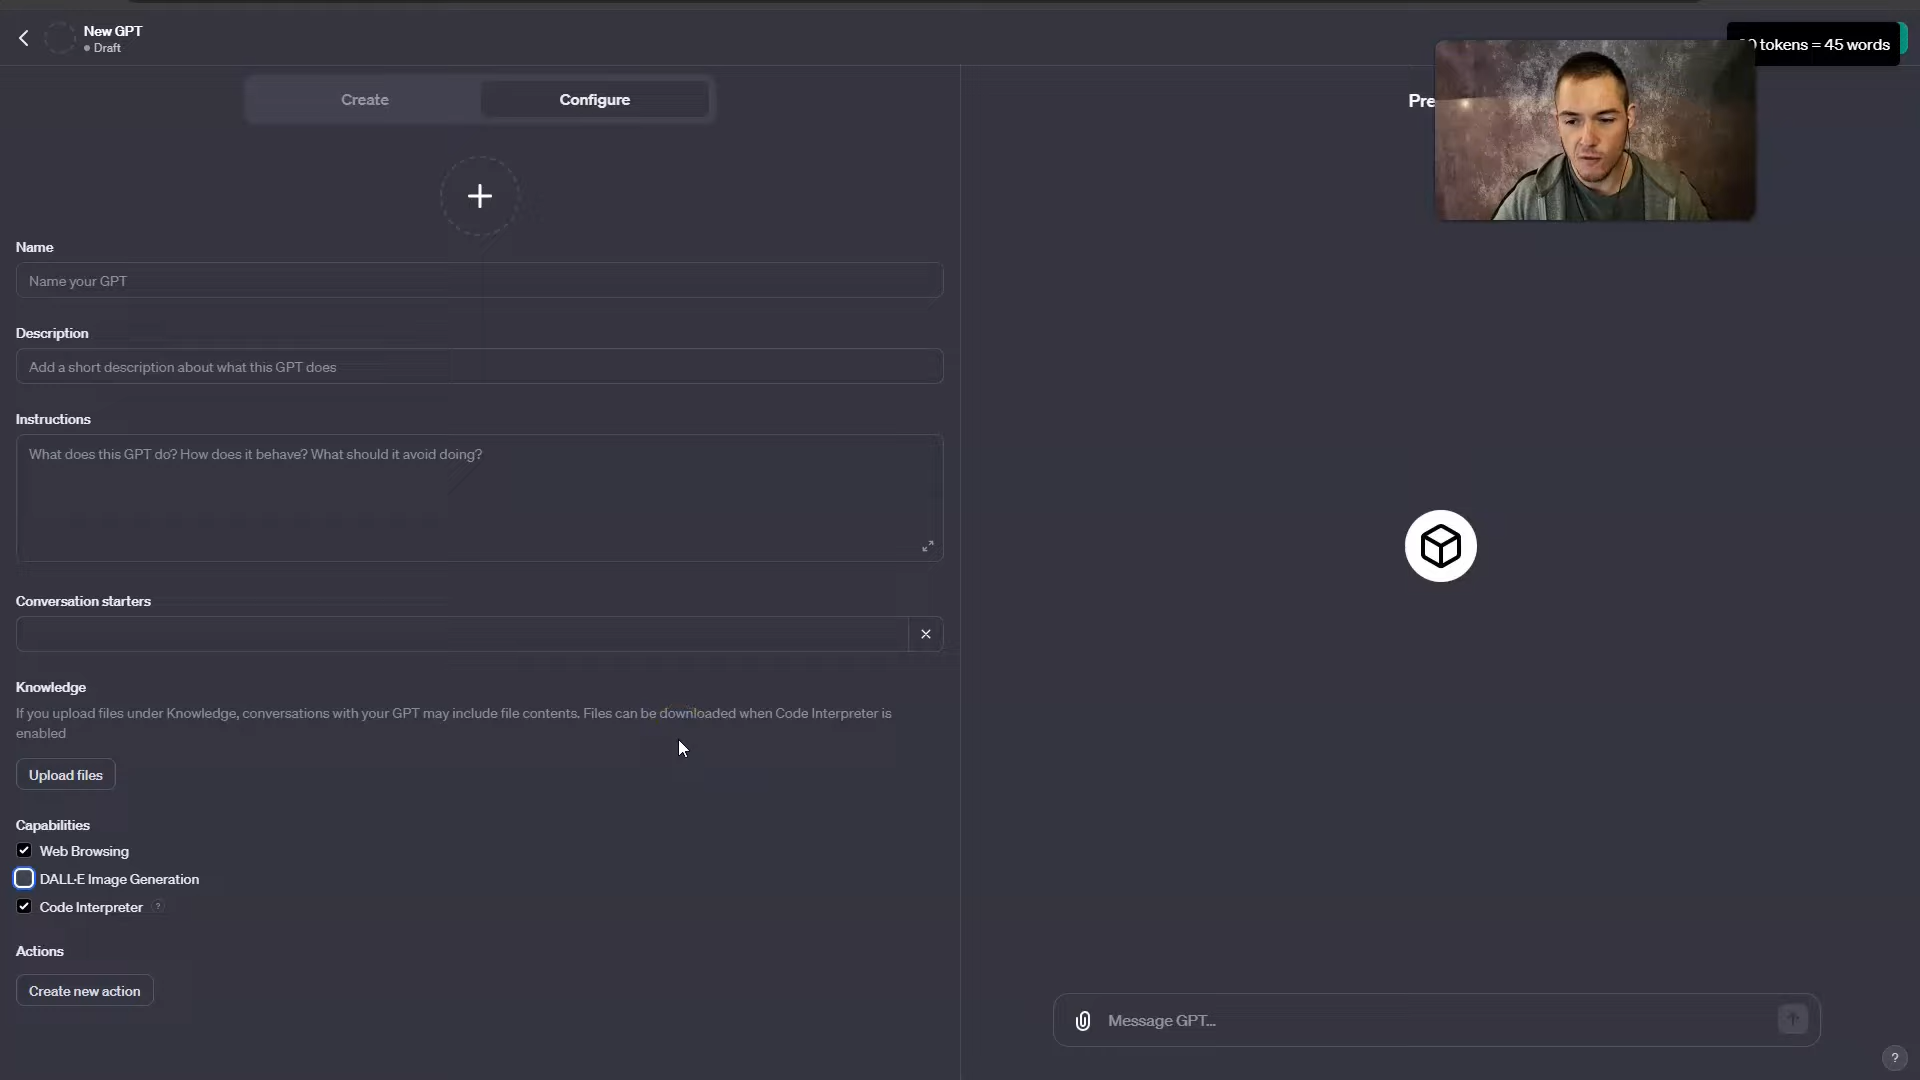 New GPT
Draft
tokens = 45 words
Create
Configure
Name
Name your GPT
Description
Add a short description about what this GPT does
Instructions
What does this GPT do? How does it behave? What should it avoid doing?
Conversation starters
Knowledge
If you upload files under Knowledge, conversations with your GPT may include file contents. Files can be downloaded when Code Interpreter is
enabled
Upload files
Capabilities
Web Browsing
DALL·E Image Generation
Code Interpreter ?
Actions
Create new action
Pre
Message GPT...
?